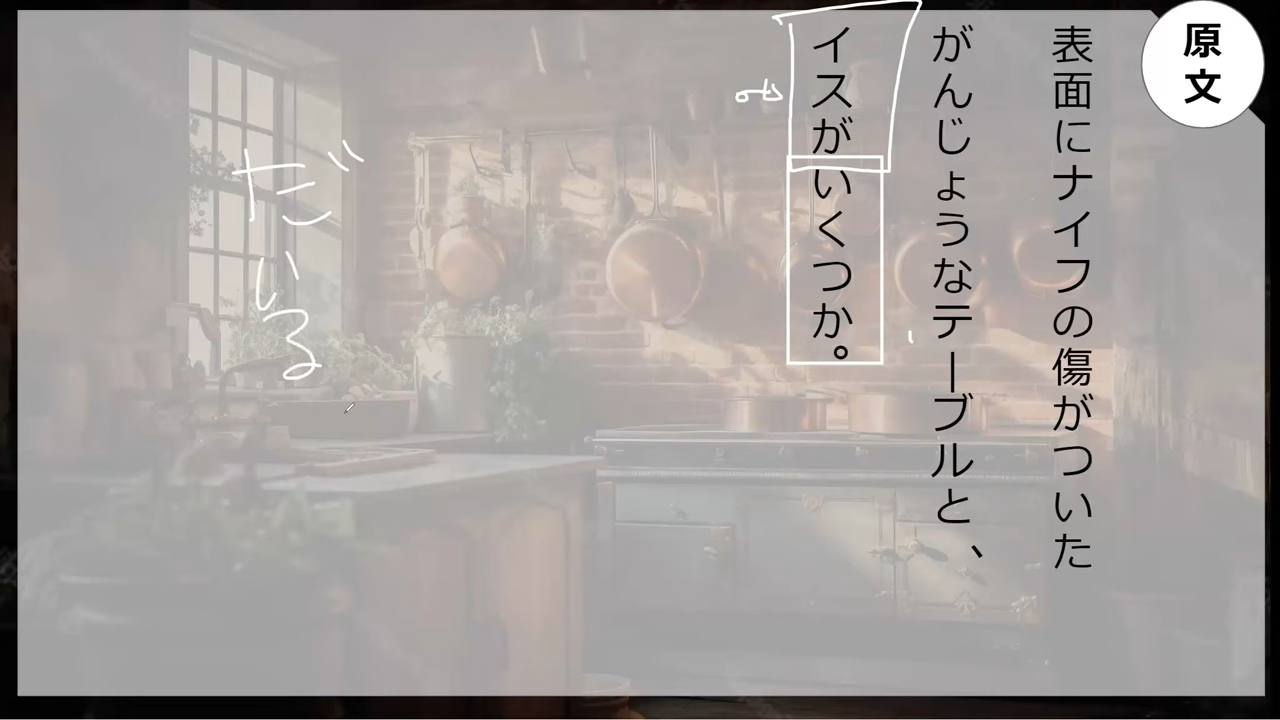 原文
表面にナイフの傷がついた
がんじょうなテーブルと、
イスがいくつか。
だいる